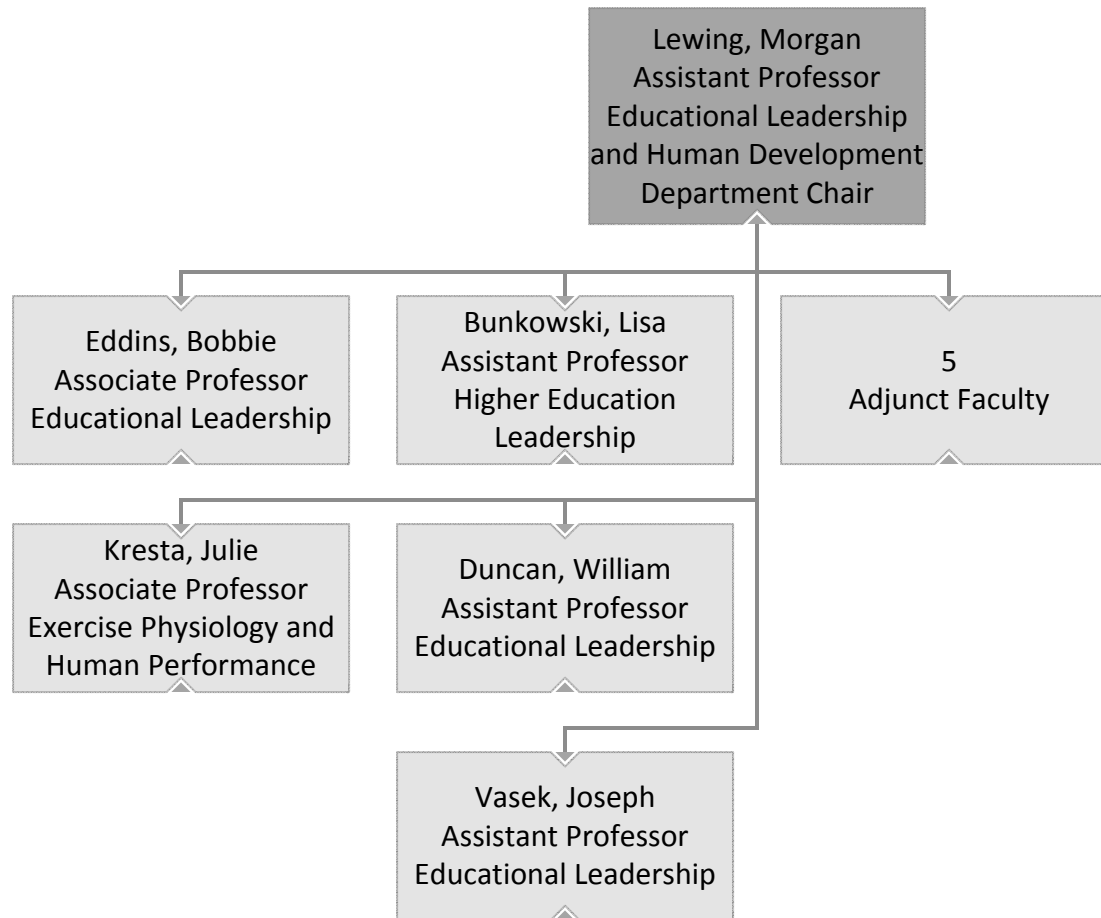 Lewing, Morgan
Assistant Professor
Educational Leadership
and Human Development
Department Chair
Eddins, Bobbie
Associate Professor
Educational Leadership
Bunkowski, Lisa
Assistant Professor
Higher Education
Leadership
5
Adjunct Faculty
Kresta, Julie
Associate Professor
Exercise Physiology and
Human Performance
Duncan, William
Assistant Professor
Educational Leadership
Vasek, Joseph
Assistant Professor
Educational Leadership